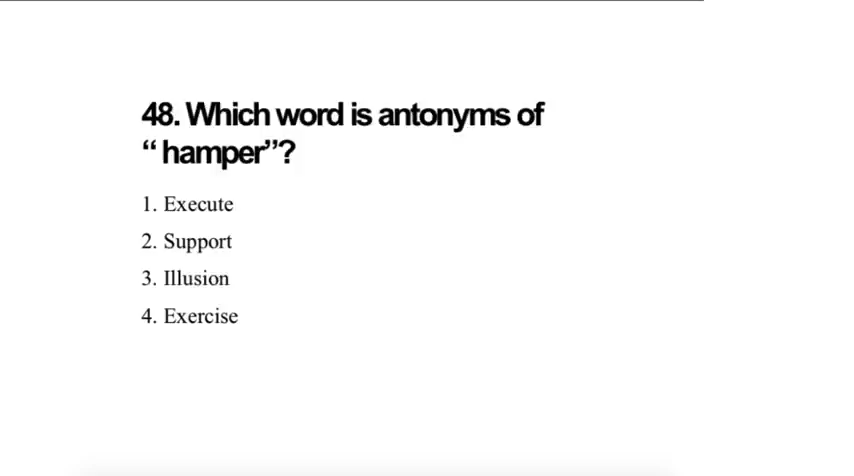 48. Which word is antonyms of
“ hamper”?
1. Execute
2. Support
3. Illusion
4. Exercise